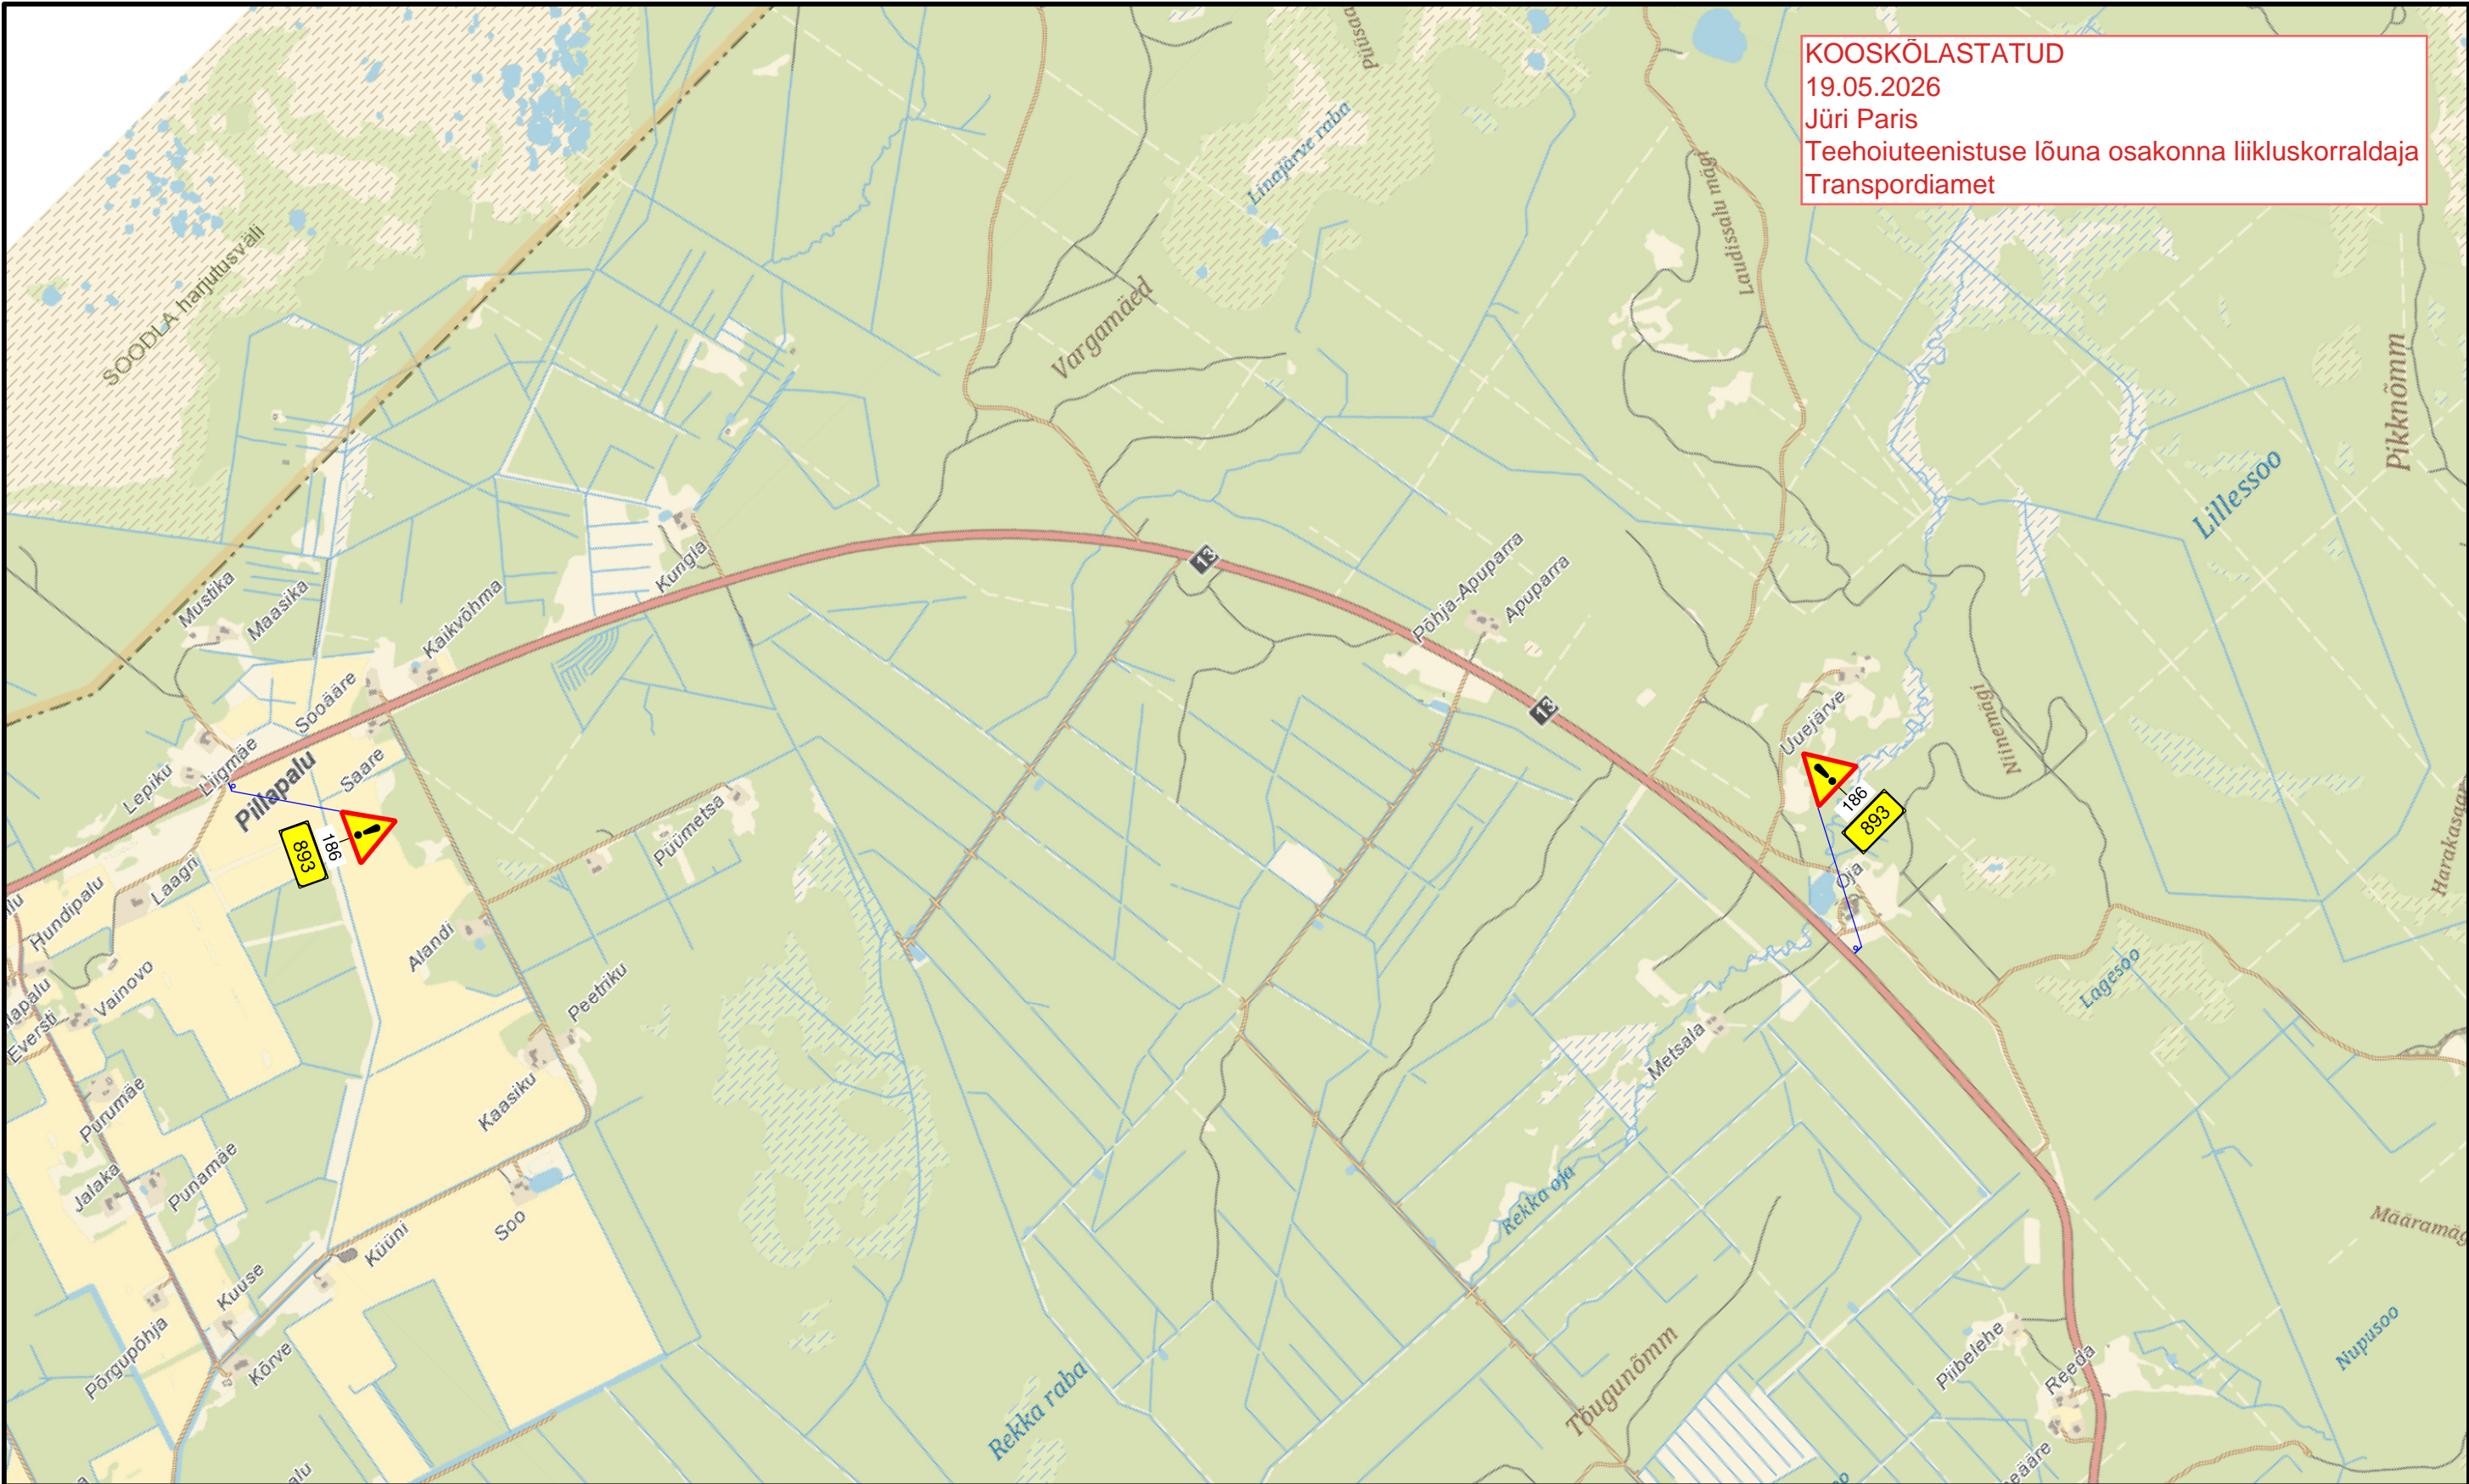 KOOSKÕLASTATUD
19.05.2026
Jüri Paris
Teehoiuteenistuse lõuna osakonna liikluskorraldaja
Transpordiamet
SOODLA harjutusväli
Linajärve raba
Laudissalu mägi
Vargamäed
Pikknõmm
Lillessoo
Mustika
Maasika
Kaikvõhma
Kungla
13
Põhja-Apuparra
Apuparra
13
Sooääre
Liigmäe
Lepiku
Saare
Pillapalu
186
893
Uuejärve
Niinemägi
186
893
Oja
Püümetsa
Laagri
Hundipalu
Alandi
Vainovo
Eversti
Peetriku
Kaasiku
Metsala
Lagesoo
Purumäe
Jalaka
Punamäe
Soo
Küüni
Kuuse
Põrgupõhja
Kõrve
Rekka oja
Rekka raba
Tõugunõmm
Piibelehe
Reeda
Nupusoo